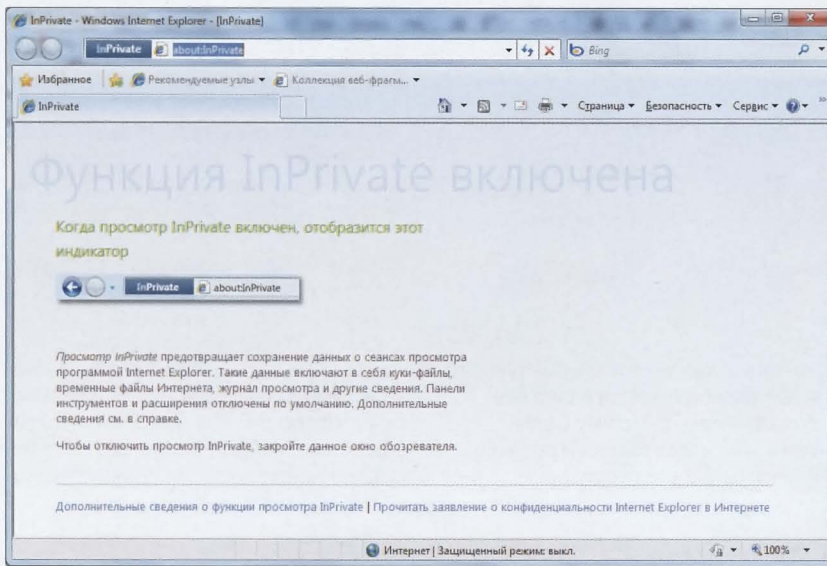 InPrivate - Windows Internet Explorer - [InPrivate]
InPrivate about:InPrivate Bing
Избранное Рекомендуемые узлы Коллекция веб-фрагм...
InPrivate Страница Безопасность Сервис
Функция InPrivate включена
Когда просмотр InPrivate включен, отобразится этот
индикатор
InPrivate about:InPrivate
Просмотр InPrivate предотвращает сохранение данных о сеансах просмотра
программой Internet Explorer. Такие данные включают в себя куки-файлы,
временные файлы Интернета, журнал просмотра и другие сведения. Панели
инструментов и расширения отключены по умолчанию. Дополнительные
сведения см. в справке.
Чтобы отключить просмотр InPrivate, закройте данное окно обозревателя.
Дополнительные сведения о функции просмотра InPrivate | Прочитать заявление о конфиденциальности Internet Explorer в Интернете
Интернет | Защищенный режим: выкл. 100%